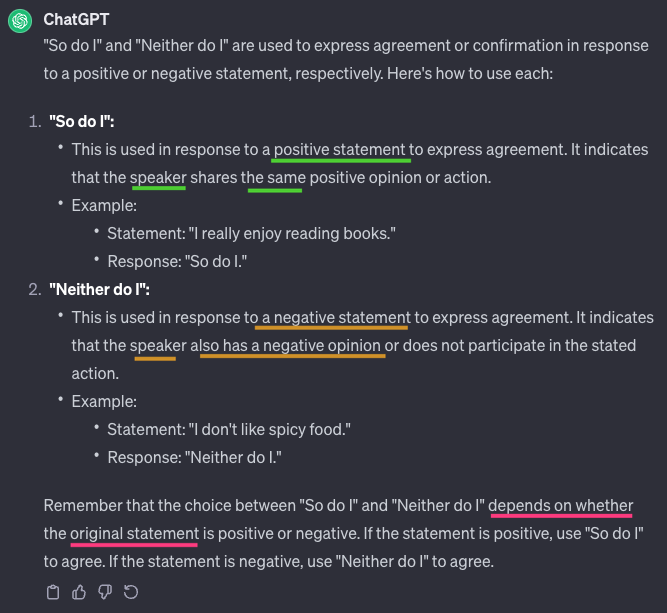 ChatGPT
"So do I" and "Neither do I" are used to express agreement or confirmation in response
to a positive or negative statement, respectively. Here's how to use each:
1. "So do I":
• This is used in response to a positive statement to express agreement. It indicates
that the speaker shares the same positive opinion or action.
• Example:
• Statement: "I really enjoy reading books."
• Response: "So do I."
2. "Neither do I":
• This is used in response to a negative statement to express agreement. It indicates
that the speaker also has a negative opinion or does not participate in the stated
action.
• Example:
• Statement: "I don't like spicy food."
• Response: "Neither do I."
Remember that the choice between "So do I" and "Neither do I" depends on whether
the original statement is positive or negative. If the statement is positive, use "So do I"
to agree. If the statement is negative, use "Neither do I" to agree.